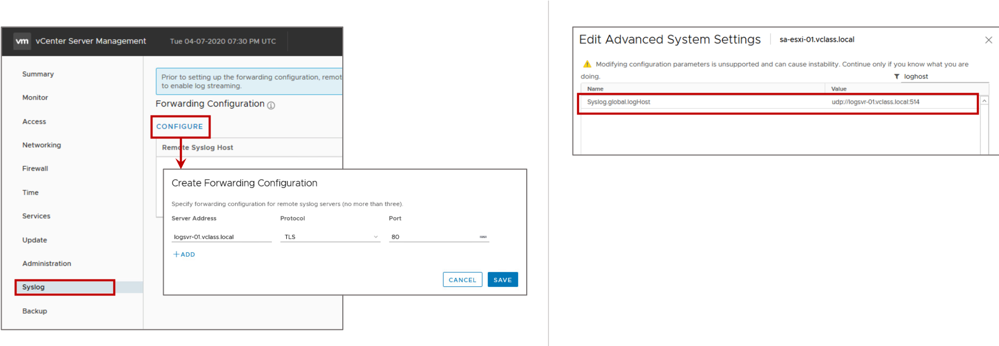 vm vCenter Server Management Tue 04-07-2020 07:30 PM UTC
Summary
Monitor
Access
Networking
Firewall
Time
Services
Update
Administration
Syslog
Backup
Prior to setting up the forwarding configuration, remot
to enable log streaming.
Forwarding Configuration
CONFIGURE
Remote Syslog Host
Create Forwarding Configuration
Specify forwarding configuration for remote syslog servers (no more than three).
Server Address Protocol Port
logsvr-01.vclass.local TLS 80
+ADD
CANCEL SAVE
Edit Advanced System Settings sa-esxi-01.vclass.local
Modifying configuration parameters is unsupported and can cause instability. Continue only if you know what you are
doing.
loghost
Name Value
Syslog.global.logHost udp://logsvr-01.vclass.local:514